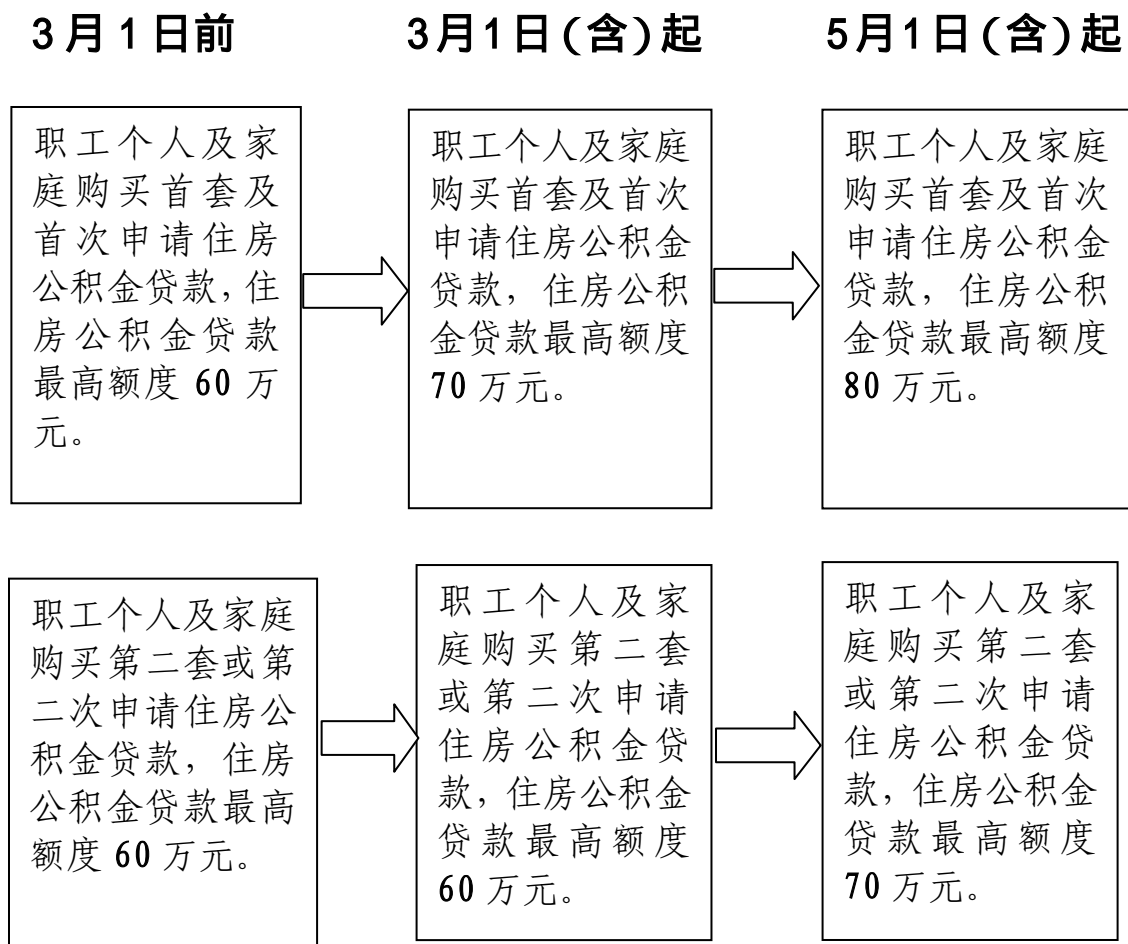 3月1日前
3月1日(含)起
5月1日(含)起
职工个人及家
庭购买首套及
首次申请住房
公积金贷款,住
房公积金贷款
最高额度 60 万
元。
职工个人及家庭
购买首套及首次
申请住房公积金
贷款，住房公积
金贷款最高额度
70 万元。
职工个人及家庭
购买首套及首次
申请住房公积金
贷款，住房公积
金贷款最高额度
80 万元。
职工个人及家庭
购买第二套或第
二次申请住房公
积金贷款，住房
公积金贷款最高
额度 60 万元。
职工个人及家
庭购买第二套
或第二次申请
住房公积金贷
款,住房公积金
贷款最高额度
60 万元。
职工个人及家
庭购买第二套
或第二次申请
住房公积金贷
款,住房公积金
贷款最高额度
70 万元。